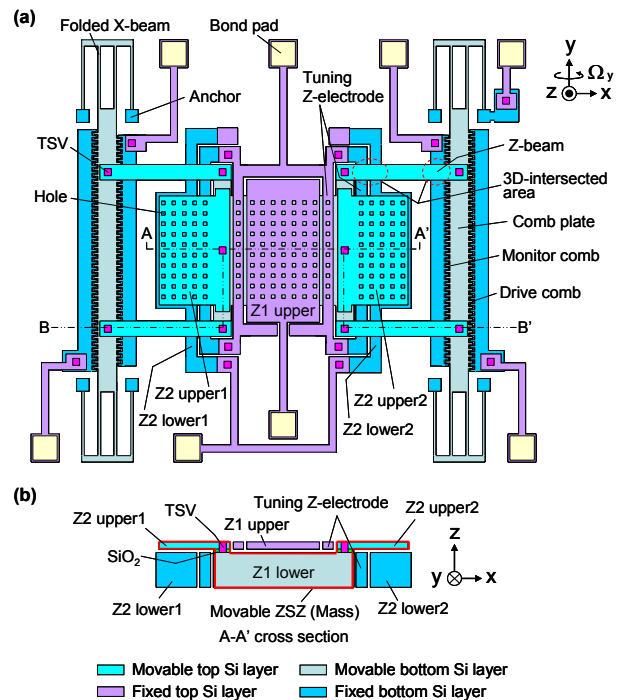 (a)
Folded X-beam
Bond pad
y
Ωy
z
x
Anchor
Tuning
Z-electrode
TSV
Z-beam
3D-intersected
area
Hole
Comb plate
A
A'
Monitor comb
Drive comb
Z1 upper
B
B'
Z2 upper1
Z2 lower1
Z2 upper2
Z2 lower2
(b)
TSV
Tuning Z-electrode
Z2 upper1
Z1 upper
Z2 upper2
SiO2
z
Z1 lower
y
x
Z2 lower1
Movable ZSZ (Mass)
Z2 lower2
A-A' cross section
Movable top Si layer
Movable bottom Si layer
Fixed top Si layer
Fixed bottom Si layer